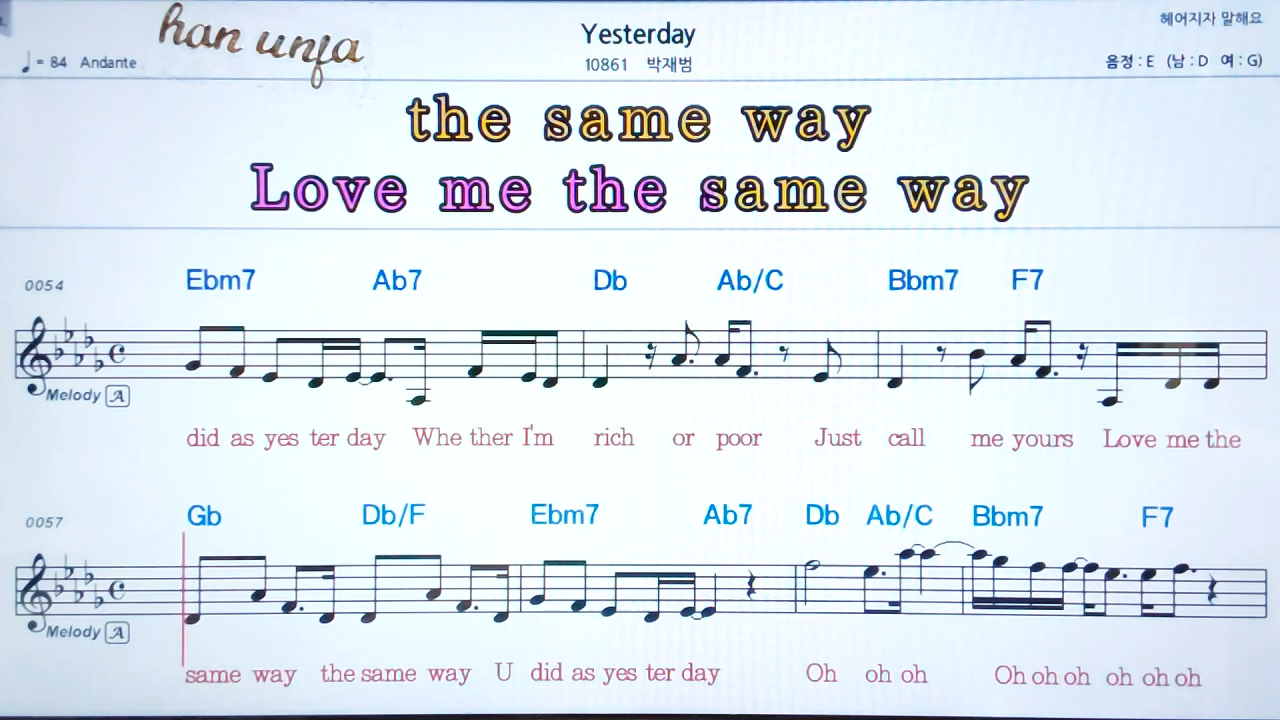 han unfa
Yesterday
헤어지자 말해요
♩ = 84 Andante
10861 박재범
음정 : E (남 : D 여 : G)
the same way
Love me the same way
0054
Ebm7 Ab7 Db Ab/C Bbm7 F7
Melody A
did as yes ter day Whe ther I'm rich or poor Just call me yours Love me the
0057
Gb Db/F Ebm7 Ab7 Db Ab/C Bbm7 F7
Melody A
same way the same way U did as yes ter day Oh oh oh Oh oh oh oh oh oh